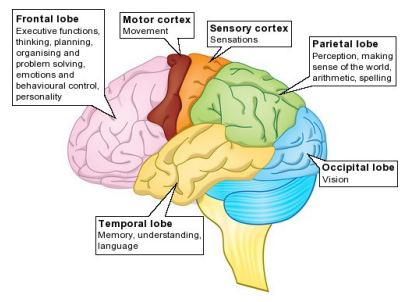 Frontal lobe
Executive functions,
thinking, planning,
organising and
problem solving,
emotions and
behavioural control,
personality
Motor cortex
Movement
Sensory cortex
Sensations
Parietal lobe
Perception, making
sense of the world,
arithmetic, spelling
Occipital lobe
Vision
Temporal lobe
Memory, understanding,
language